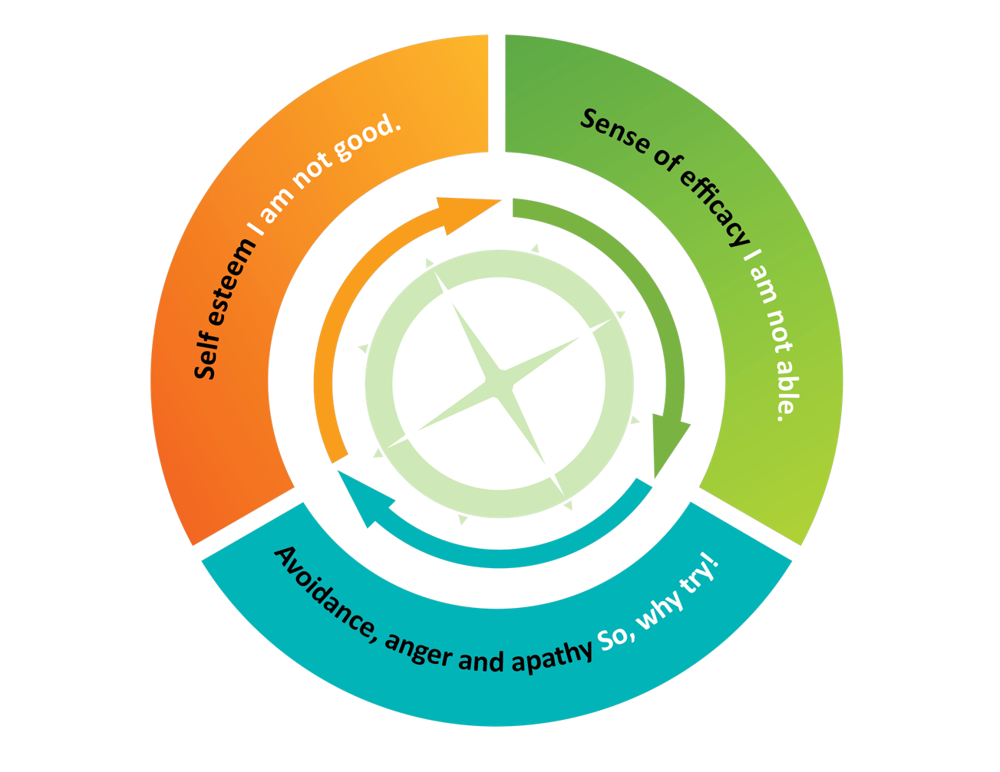 Self esteem I am not good.
Sense of efficacy I am not able.
Avoidance, anger and apathy So, why try!